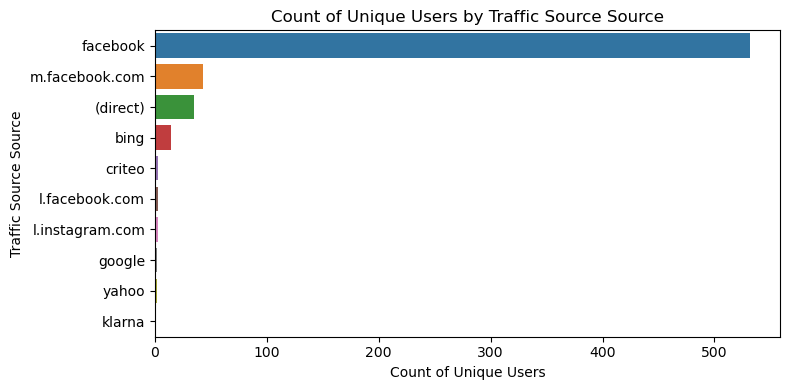 Count of Unique Users by Traffic Source Source
Traffic Source Source
facebook
m.facebook.com
(direct)
bing
criteo
l.facebook.com
l.instagram.com
google
yahoo
klarna
0 100 200 300 400 500
Count of Unique Users